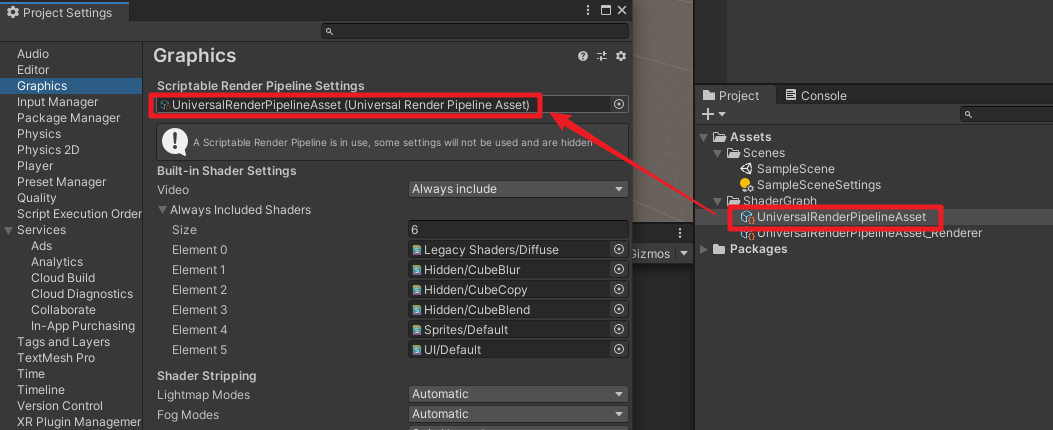 Project Settings
Audio
Editor
Graphics
Input Manager
Package Manager
Physics
Physics 2D
Player
Preset Manager
Quality
Script Execution Order
Services
Ads
Analytics
Cloud Build
Cloud Diagnostics
Collaborate
In-App Purchasing
Tags and Layers
TextMesh Pro
Time
Timeline
Version Control
XR Plugin Managemer
Graphics
Scriptable Render Pipeline Settings
UniversalRenderPipelineAsset (Universal Render Pipeline Asset)
A Scriptable Render Pipeline is in use, some settings will not be used and are hidden
Built-in Shader Settings
Video Always include
Always Included Shaders
Size 6
Element 0 Legacy Shaders/Diffuse
Element 1 Hidden/CubeBlur
Element 2 Hidden/CubeCopy
Element 3 Hidden/CubeBlend
Element 4 Sprites/Default
Element 5 UI/Default
Shader Stripping
Lightmap Modes Automatic
Fog Modes Automatic
Gizmos
Project Console
Assets
Scenes
SampleScene
SampleSceneSettings
ShaderGraph
UniversalRenderPipelineAsset
UniversalRenderPipelineAsset_Renderer
Packages